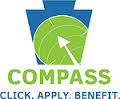 COMPASS
CLICK. APPLY. BENEFIT.